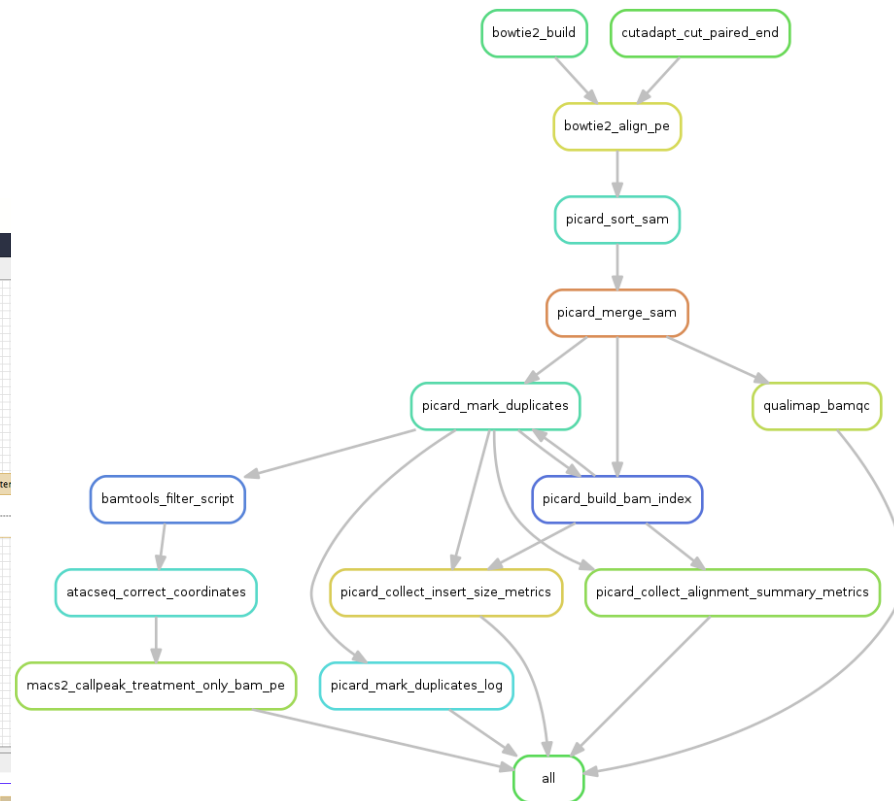 bowtie2_build
cutadapt_cut_paired_end
bowtie2_align_pe
picard_sort_sam
picard_merge_sam
picard_mark_duplicates
qualimap_bamqc
bamtools_filter_script
picard_build_bam_index
atacseq_correct_coordinates
picard_collect_insert_size_metrics
picard_collect_alignment_summary_metrics
macs2_callpeak_treatment_only_bam_pe
picard_mark_duplicates_log
all